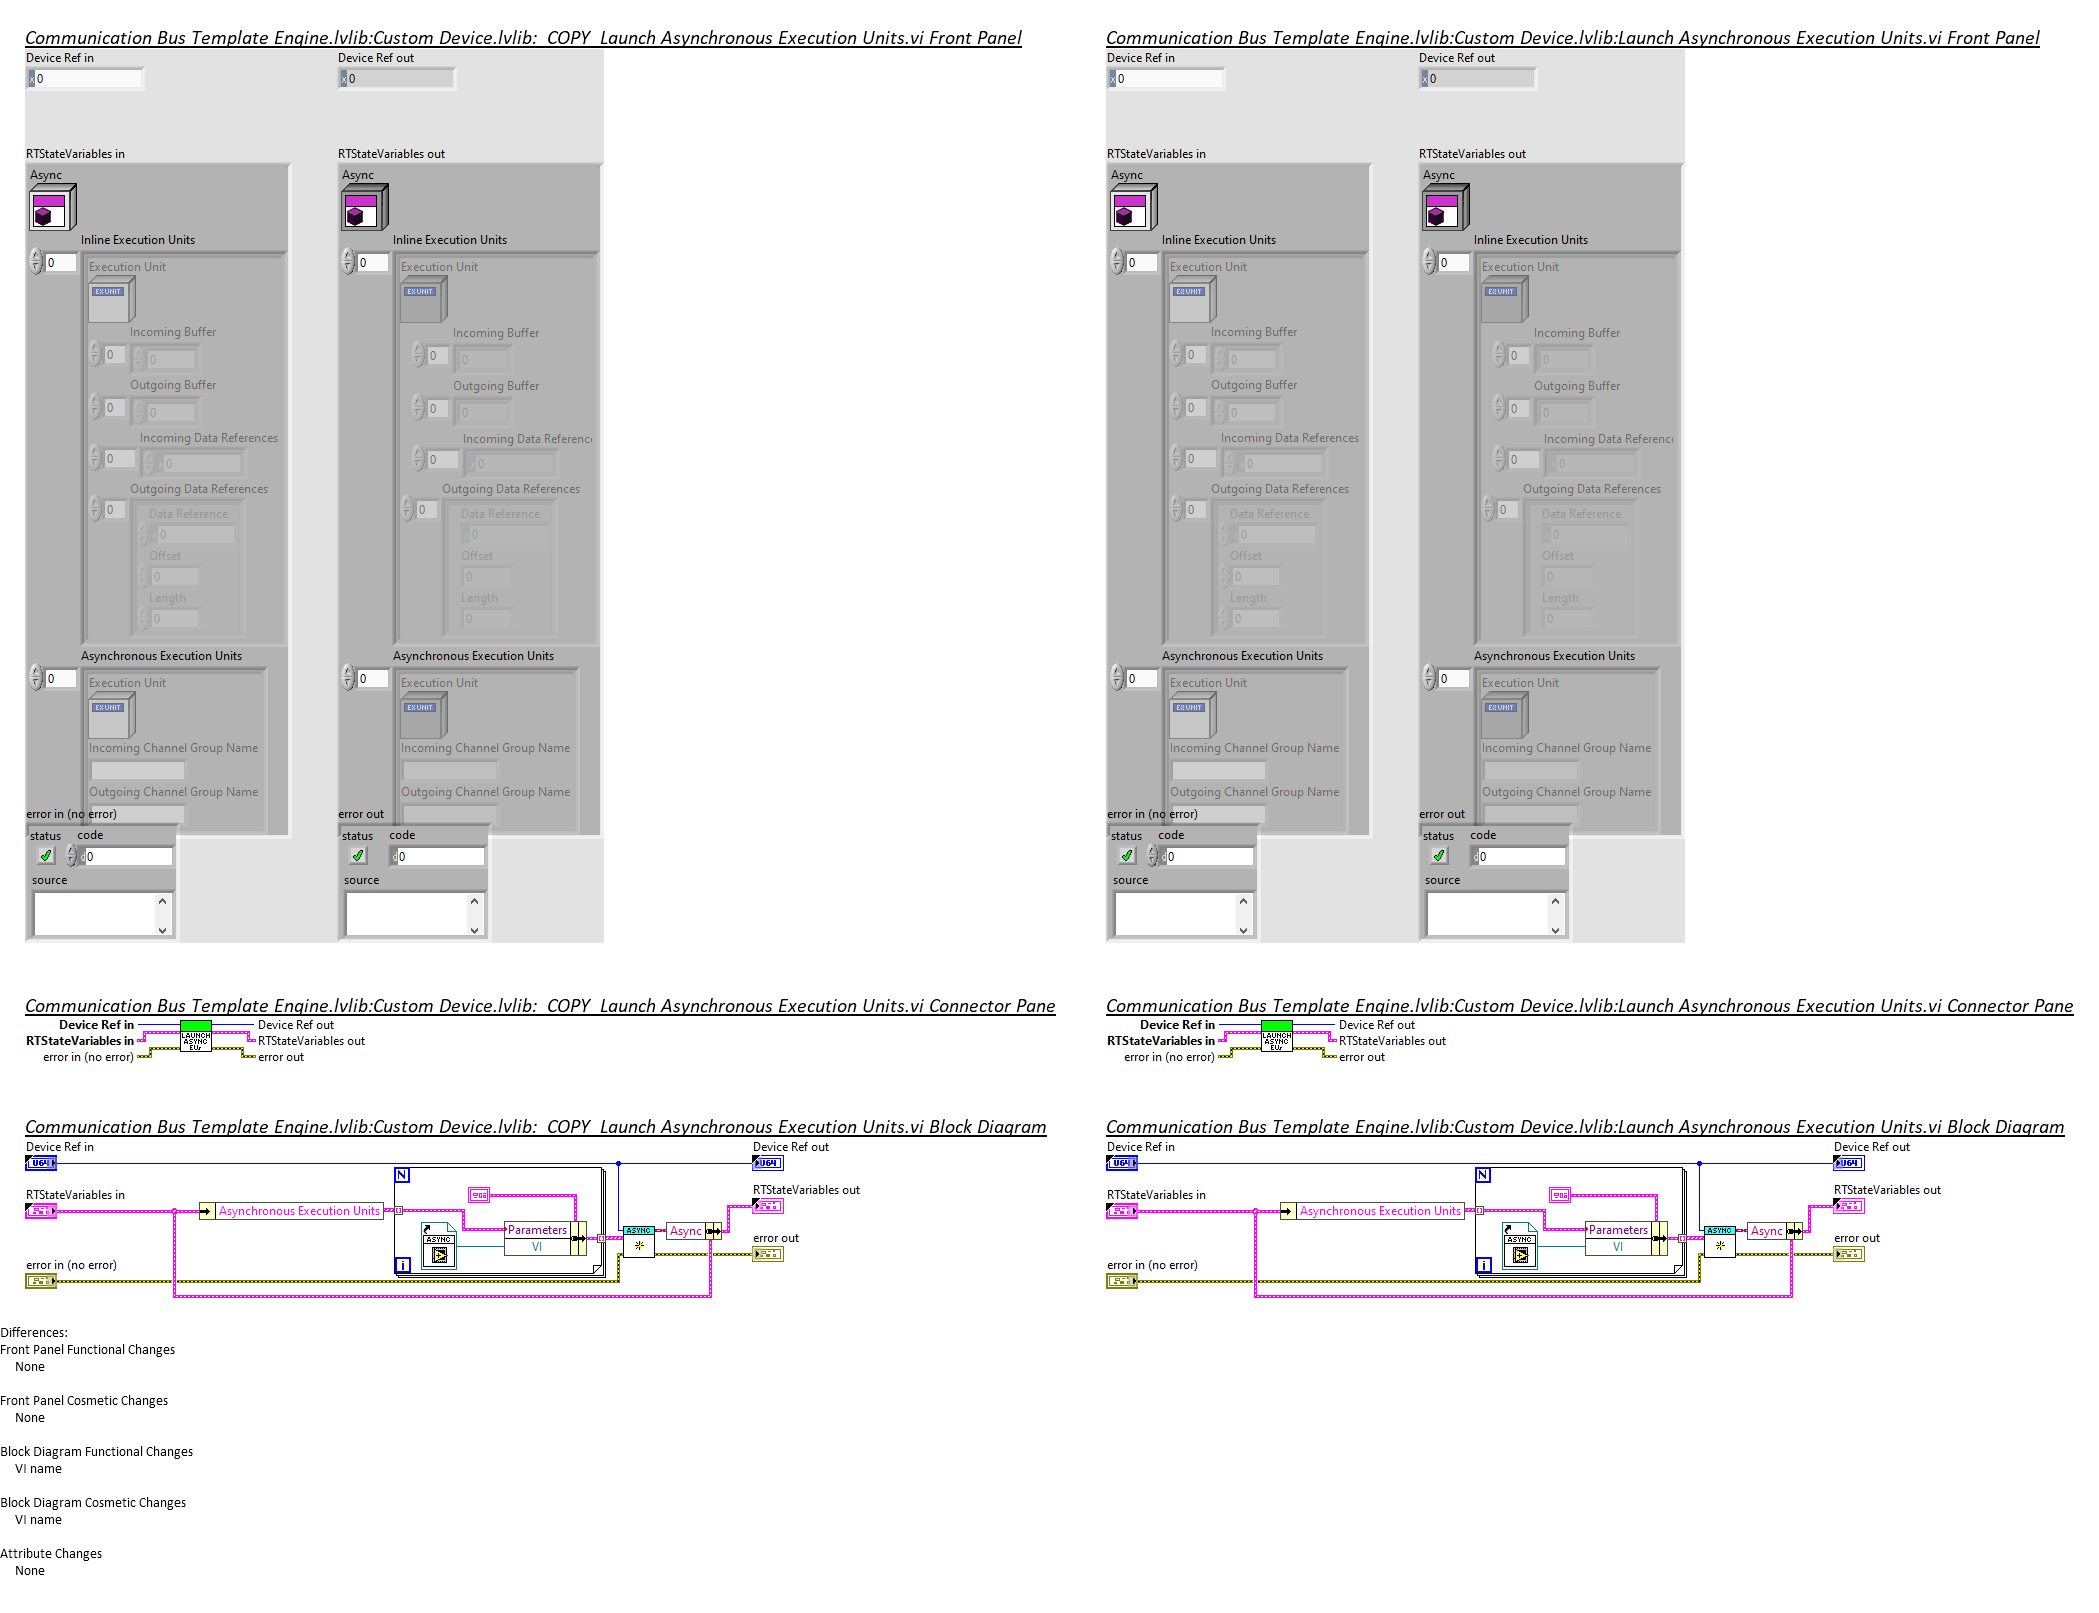 Communication Bus Template Engine.lvlib:Custom Device.lvlib:  COPY  Launch Asynchronous Execution Units.vi Front Panel
Device Ref in
0
Device Ref out
0
RTStateVariables in
Async
Inline Execution Units
0
Execution Unit
EX UNIT
Incoming Buffer
0
0
Outgoing Buffer
0
0
Incoming Data References
0
0
Outgoing Data References
0
Data Reference
0
Offset
0
Length
0
Asynchronous Execution Units
0
Execution Unit
EX UNIT
Incoming Channel Group Name
Outgoing Channel Group Name
RTStateVariables out
Async
Inline Execution Units
0
Execution Unit
EX UNIT
Incoming Buffer
0
0
Outgoing Buffer
0
0
Incoming Data Referenc
0
0
Outgoing Data References
0
Data Reference
0
Offset
0
Length
0
Asynchronous Execution Units
0
Execution Unit
EX UNIT
Incoming Channel Group Name
Outgoing Channel Group Name
error in (no error)
status code
0
source
error out
status code
0
source
Communication Bus Template Engine.lvlib:Custom Device.lvlib:Launch Asynchronous Execution Units.vi Front Panel
Device Ref in
0
Device Ref out
0
RTStateVariables in
Async
Inline Execution Units
0
Execution Unit
EX UNIT
Incoming Buffer
0
0
Outgoing Buffer
0
0
Incoming Data References
0
0
Outgoing Data References
0
Data Reference
0
Offset
0
Length
0
Asynchronous Execution Units
0
Execution Unit
EX UNIT
Incoming Channel Group Name
Outgoing Channel Group Name
RTStateVariables out
Async
Inline Execution Units
0
Execution Unit
EX UNIT
Incoming Buffer
0
0
Outgoing Buffer
0
0
Incoming Data Referenc
0
0
Outgoing Data References
0
Data Reference
0
Offset
0
Length
0
Asynchronous Execution Units
0
Execution Unit
EX UNIT
Incoming Channel Group Name
Outgoing Channel Group Name
error in (no error)
status code
0
source
error out
status code
0
source
Communication Bus Template Engine.lvlib:Custom Device.lvlib:  COPY  Launch Asynchronous Execution Units.vi Connector Pane
Device Ref in
RTStateVariables in
error in (no error)
LAUNCH
ASYNC
EUs
Device Ref out
RTStateVariables out
error out
Communication Bus Template Engine.lvlib:Custom Device.lvlib:Launch Asynchronous Execution Units.vi Connector Pane
Device Ref in
RTStateVariables in
error in (no error)
LAUNCH
ASYNC
EUs
Device Ref out
RTStateVariables out
error out
Communication Bus Template Engine.lvlib:Custom Device.lvlib:  COPY  Launch Asynchronous Execution Units.vi Block Diagram
Device Ref in
U64
RTStateVariables in
Asynchronous Execution Units
N
ASYNC
Parameters
VI
i
ASYNC
Async
Device Ref out
U64
RTStateVariables out
error out
error in (no error)
Communication Bus Template Engine.lvlib:Custom Device.lvlib:Launch Asynchronous Execution Units.vi Block Diagram
Device Ref in
U64
RTStateVariables in
Asynchronous Execution Units
N
ASYNC
Parameters
VI
i
ASYNC
Async
Device Ref out
U64
RTStateVariables out
error out
error in (no error)
Differences:
Front Panel Functional Changes
None
Front Panel Cosmetic Changes
None
Block Diagram Functional Changes
VI name
Block Diagram Cosmetic Changes
VI name
Attribute Changes
None